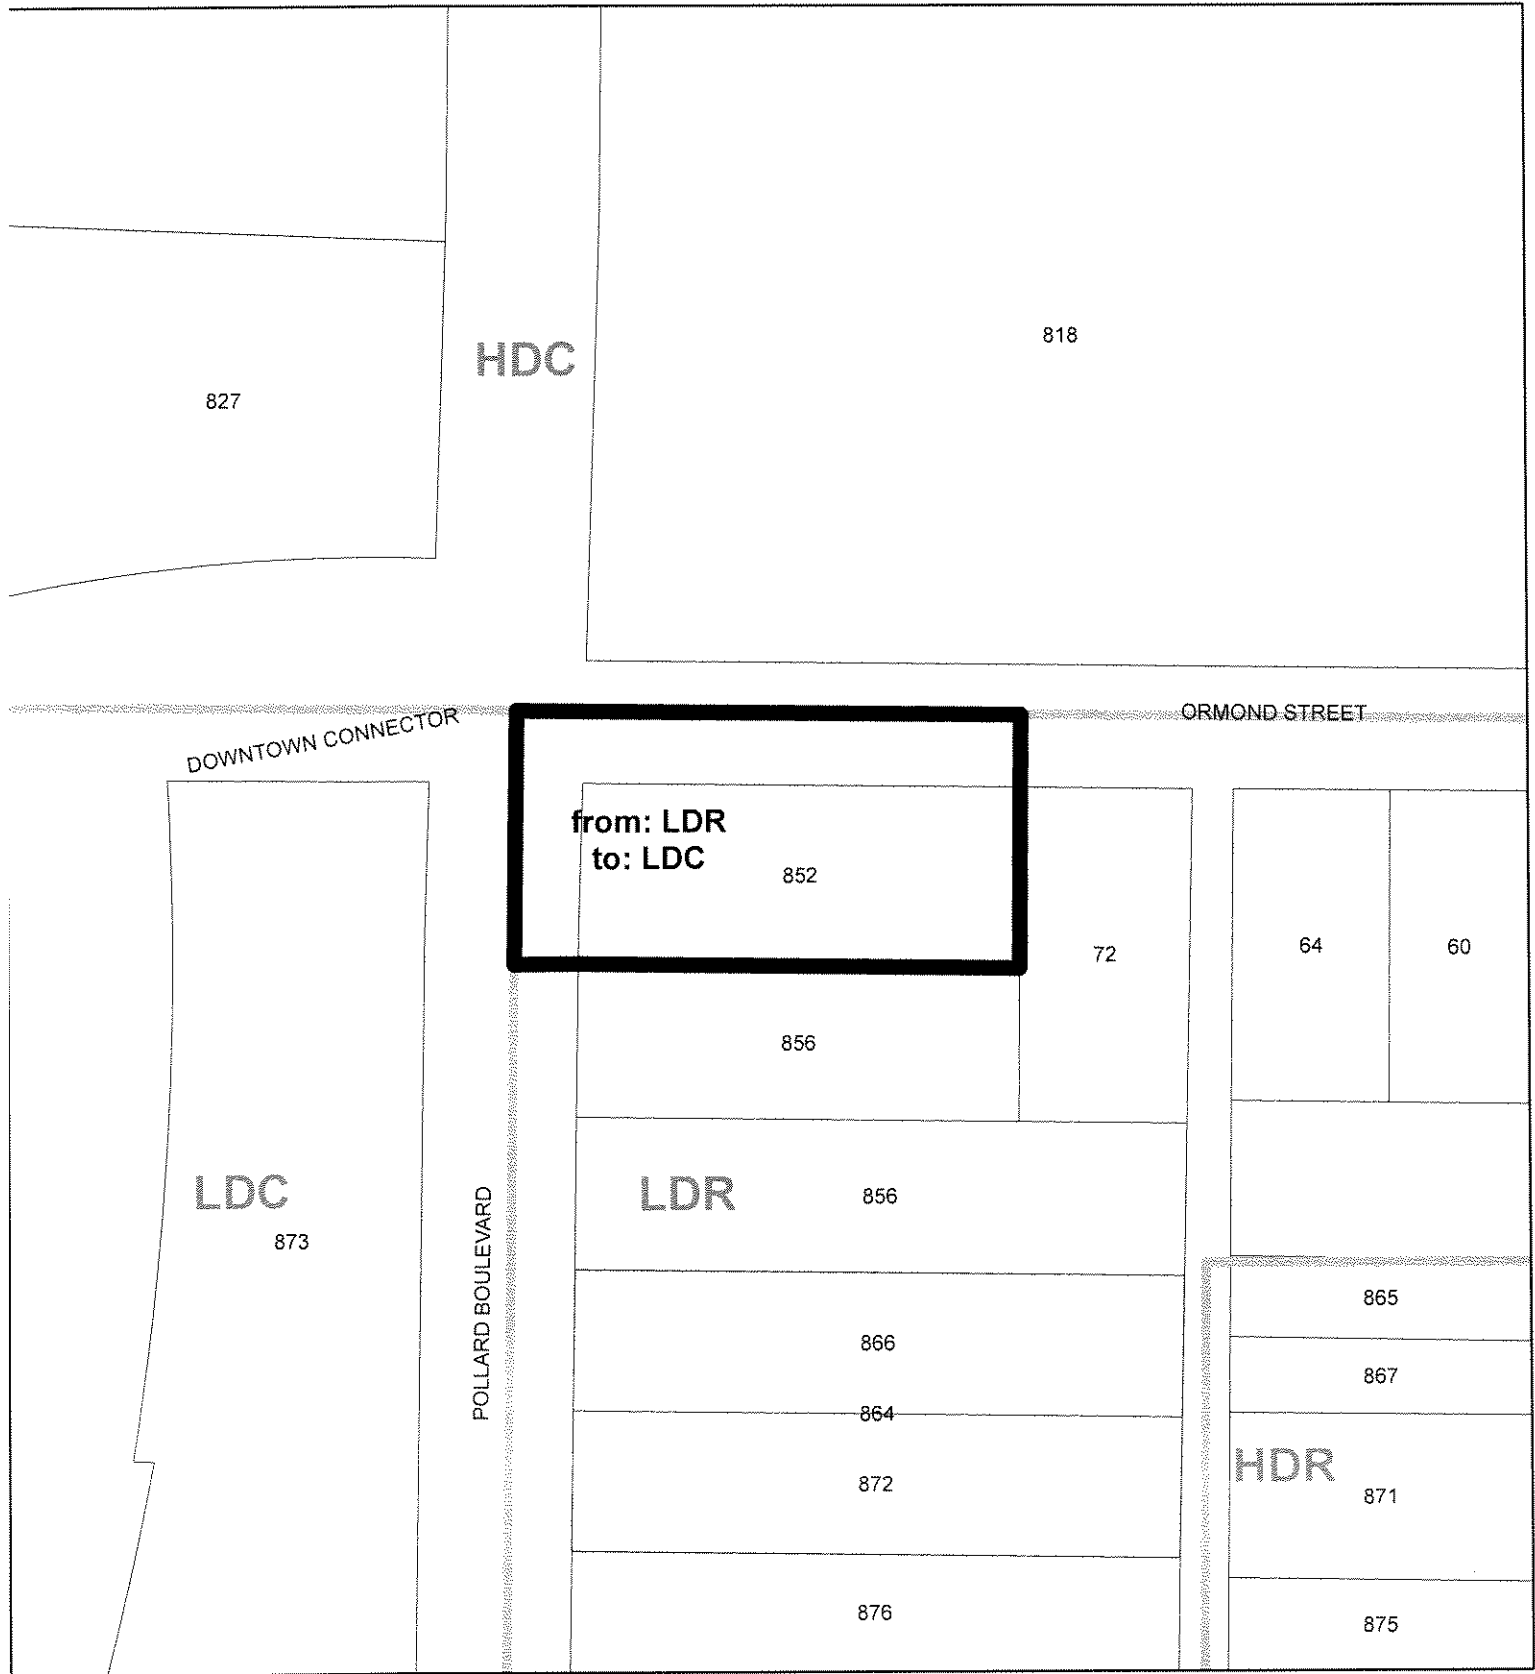 818
HDC
827
ORMOND STREET
DOWNTOWN CONNECTOR
from: LDR
to: LDC
852
72
64
60
856
LDC
LDR
856
873
POLLARD BOULEVARD
865
866
867
864
HDR
872
871
876
875